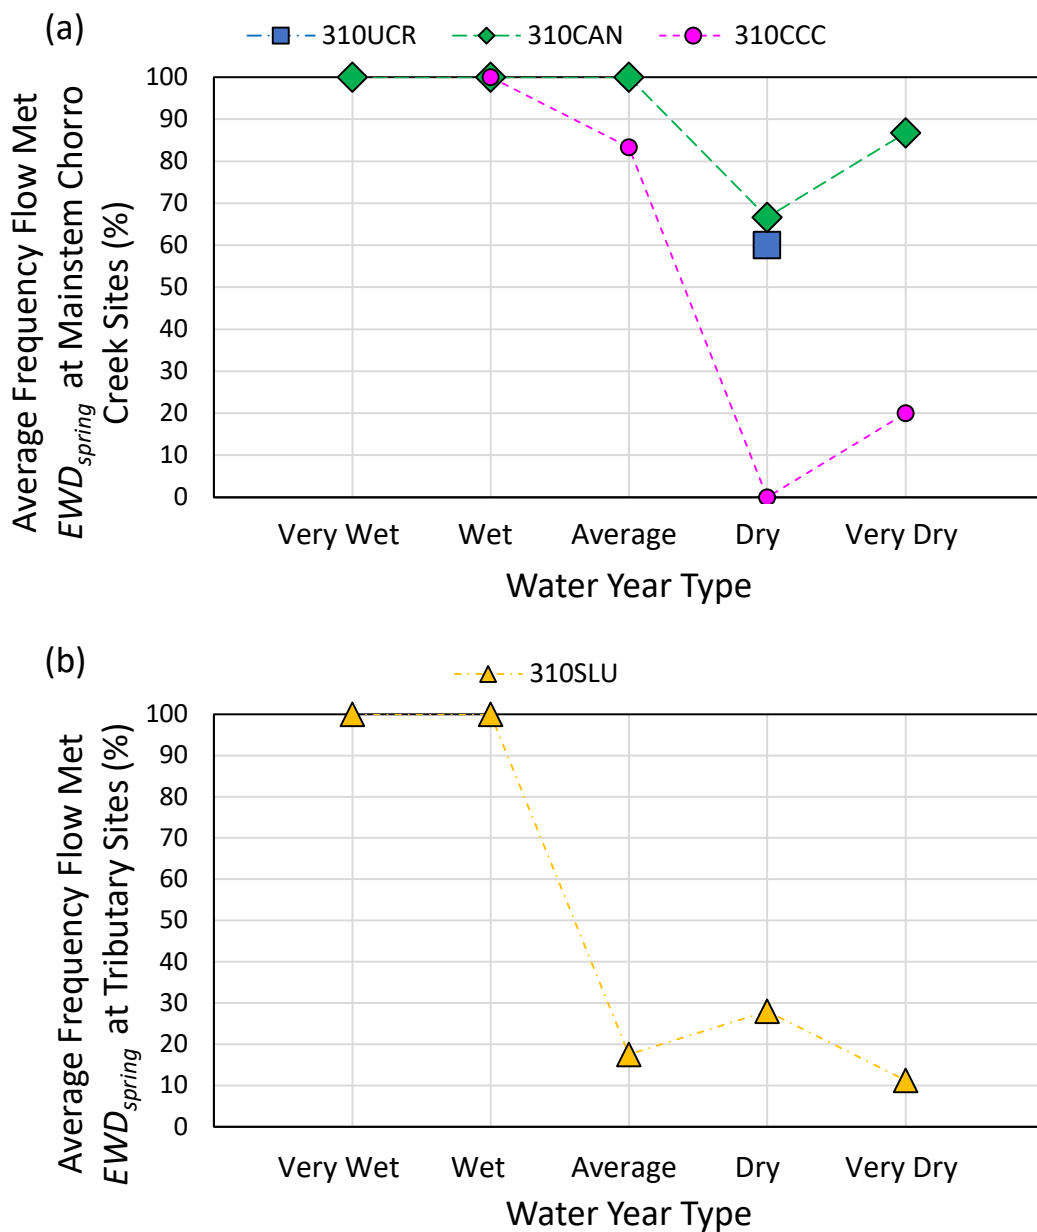 (a)
310UCR 310CAN 310CCC
Average Frequency Flow Met
EWDspring at Mainstem Chorro
Creek Sites (%)
100
90
80
70
60
50
40
30
20
10
0
Very Wet Wet Average Dry Very Dry
Water Year Type
(b)
310SLU
Average Frequency Flow Met
EWDspring at Tributary Sites (%)
100
90
80
70
60
50
40
30
20
10
0
Very Wet Wet Average Dry Very Dry
Water Year Type